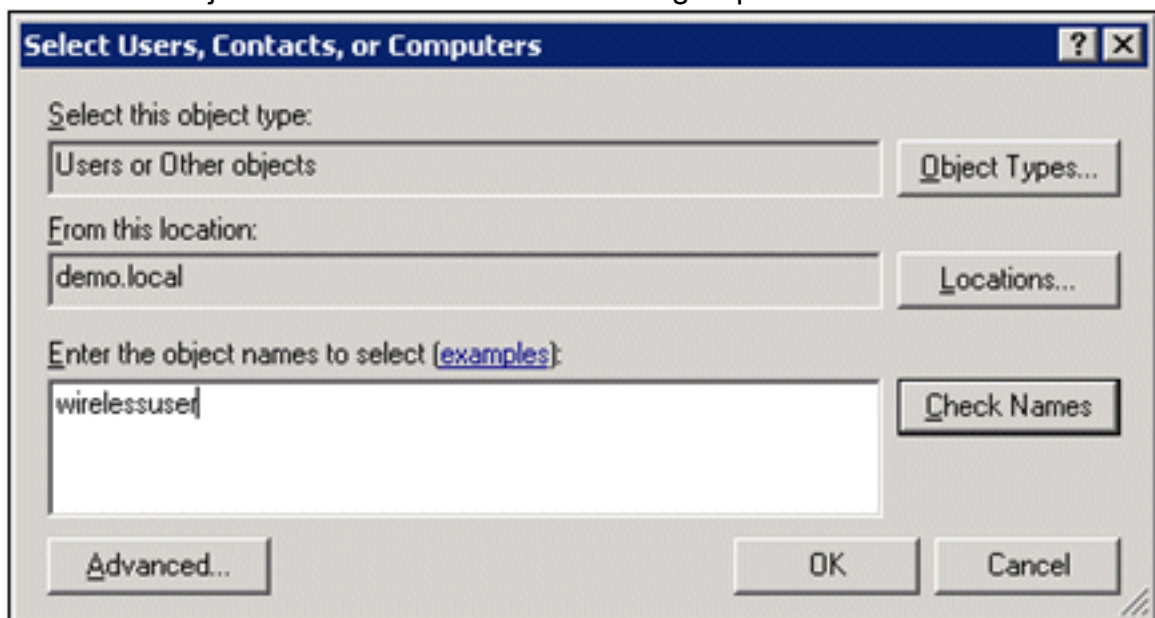 Select Users, Contacts, or Computers
Select this object type:
Users or Other objects
Object Types...
From this location:
demo.local
Locations...
Enter the object names to select (examples):
wirelessuser
Check Names
Advanced...
OK
Cancel